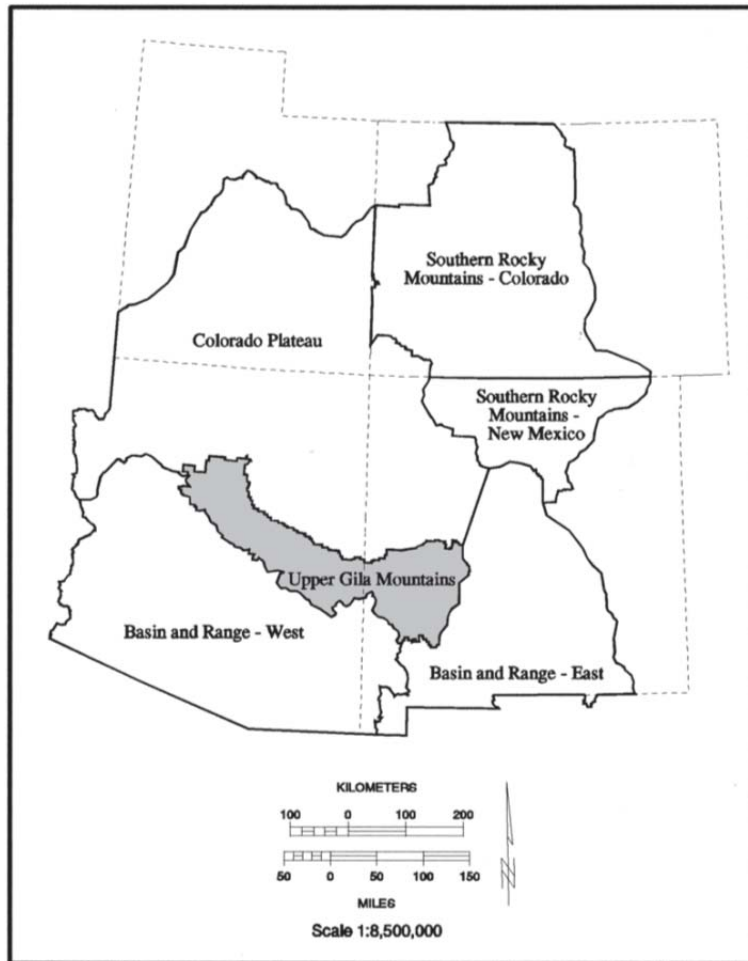 Southern Rocky
Mountains - Colorado
Colorado Plateau
Southern Rocky
Mountains -
New Mexico
Upper Gila Mountains
Basin and Range - West
Basin and Range - East
KILOMETERS
100 0 100 200
50 0 50 100 150
MILES
Scale 1:8,500,000